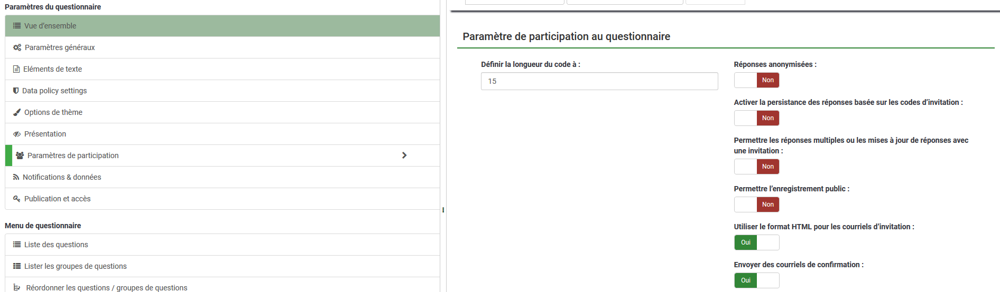 Paramètres du questionnaire
Vue d'ensemble
Paramètres généraux
Eléments de texte
Data policy settings
Options de thème
Présentation
Paramètres de participation
Notifications & données
Publication et accès
Menu de questionnaire
Liste des questions
Lister les groupes de questions
Réordonner les questions / groupes de questions
Paramètre de participation au questionnaire
Définir la longueur du code à :
15
Réponses anonymisées :
Non
Activer la persistance des réponses basée sur les codes d'invitation :
Non
Permettre les réponses multiples ou les mises à jour de réponses avec
une invitation :
Non
Permettre l'enregistrement public :
Non
Utiliser le format HTML pour les courriels d'invitation :
Oui
Envoyer des courriels de confirmation :
Oui